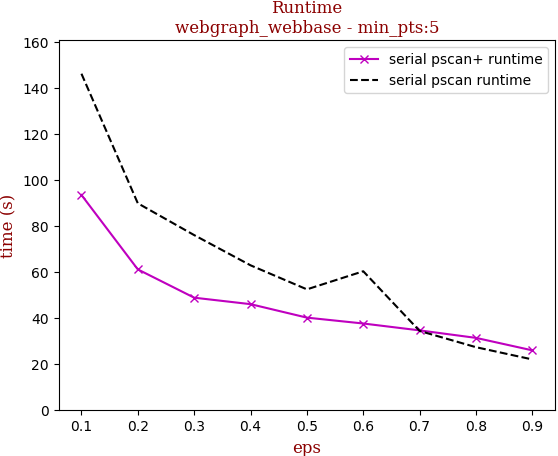 Runtime
webgraph_webbase - min_pts:5
serial pscan+ runtime
serial pscan runtime
time (s)
160
140
120
100
80
60
40
20
0
0.1 0.2 0.3 0.4 0.5 0.6 0.7 0.8 0.9
eps